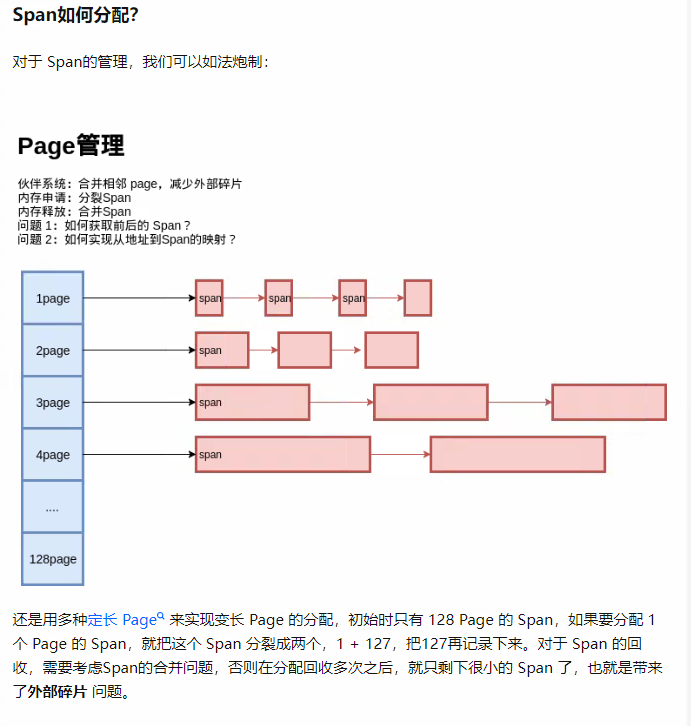 Span如何分配？
对于 Span的管理，我们可以如法炮制：
Page管理
伙伴系统：合并相邻 page，减少外部碎片
内存申请：分裂Span
内存释放：合并Span
问题 1：如何获取前后的 Span？
问题 2：如何实现从地址到Span的映射？
1page
span
span
span
2page
span
3page
span
4page
span
....
128page
还是用多种定长 Page 来实现变长 Page 的分配，初始时只有 128 Page 的 Span，如果要分配 1
个 Page 的 Span，就把这个 Span 分裂成两个，1 + 127，把127再记录下来。对于 Span 的回
收，需要考虑Span的合并问题，否则在分配回收多次之后，就只剩下很小的 Span 了，也就是带来
了外部碎片 问题。